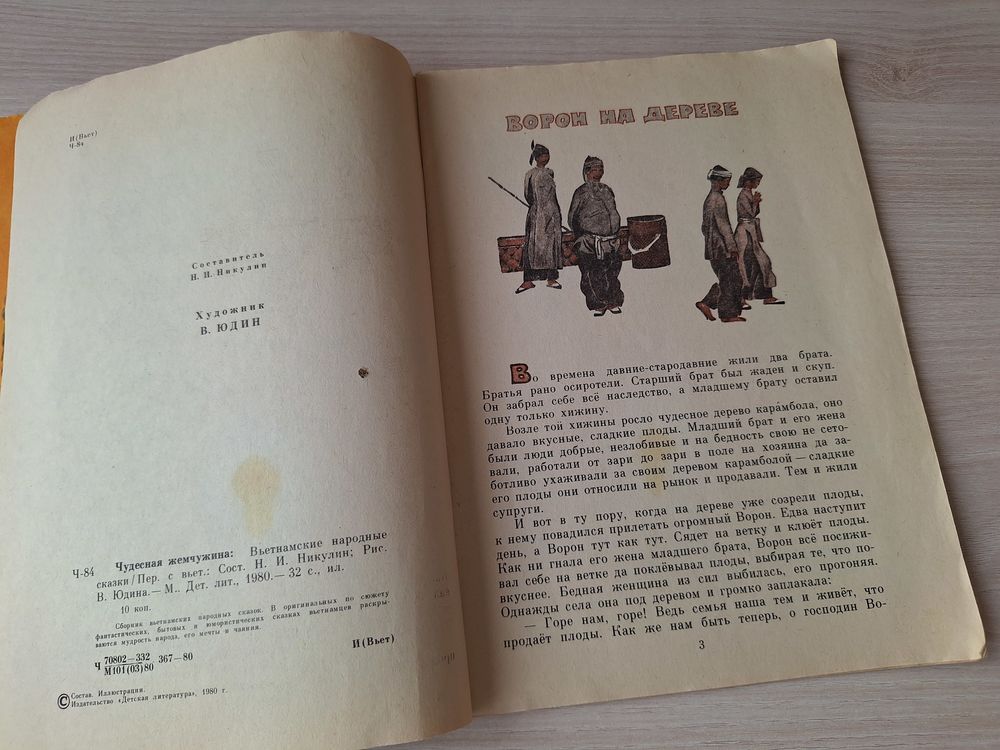 И(Вьет)
Ч-84
Составитель
Н. И. Никулин
Художник
В. ЮДИН
Чудесная жемчужина: Вьетнамские народные
Ч-84 сказки/Пер. с вьет.: Сост. Н. И. Никулин; Рис.
В. Юдина.— М.. Дет. лит., 1980.— 32 с., ил.
10 коп.
Сборник вьетнамских народных сказок. В оригинальных по сюжету
фантастических, бытовых и юмористических сказках вьетнамцев раскры-
ваются мудрость народа, его мечты и чаяния.
Ч 70802—332 367—80
М101(03)80
И(Вьет)
© Состав. Иллюстрации.
Издательство «Детская литература», 1980 г.
ВОРОН НА ДЕРЕВЕ
Во времена давние-стародавние жили два брата.
Братья рано осиротели. Старший брат был жаден и скуп.
Он забрал себе всё наследство, а младшему брату оставил
одну только хижину.
Возле той хижины росло чудесное дерево кара́мбола, оно
давало вкусные, сладкие плоды. Младший брат и его жена
были люди добрые, незлобивые и на бедность свою не сето-
вали, работали от зари до зари в поле на хозяина да за-
ботливо ухаживали за своим деревом карамболой — сладкие
его плоды они относили на рынок и продавали. Тем и жили
супруги.
И вот в ту пору, когда на дереве уже созрели плоды,
к нему повадился прилетать огромный Ворон. Едва наступит
день, а Ворон тут как тут. Сядет на ветку и клюёт плоды.
Как ни гнала его жена младшего брата, Ворон всё посижи-
вал себе на ветке да поклёвывал плоды, выбирая те, что по-
вкуснее. Бедная женщина из сил выбилась, его прогоняя.
Однажды села она под деревом и громко заплакала:
— Горе нам, горе! Ведь семья наша тем и живёт, что
продаёт плоды. Как же нам быть теперь, о господин Во-
3